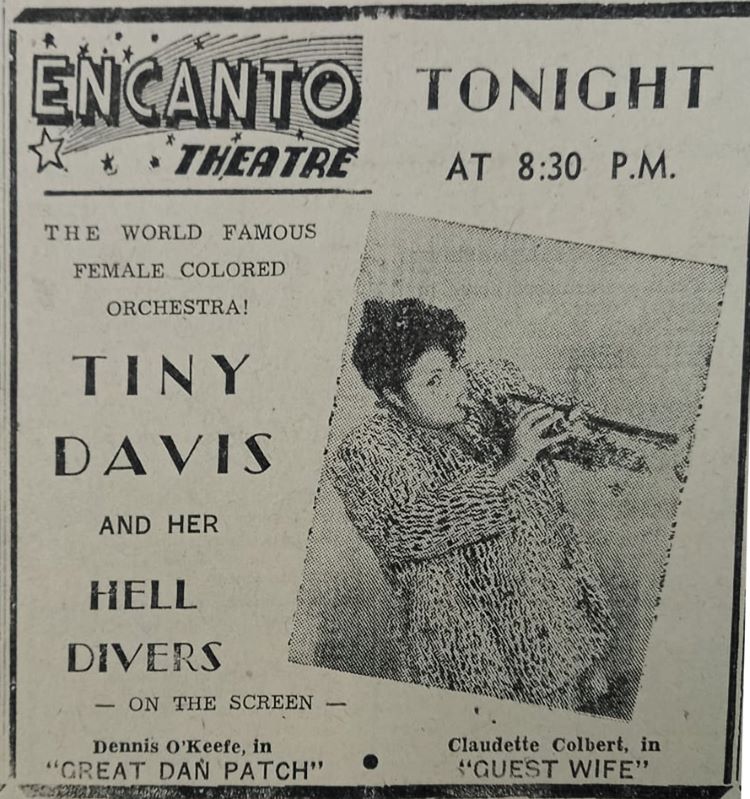 ENCANTO
THEATRE
TONIGHT
AT 8:30 P.M.
THE WORLD FAMOUS
FEMALE COLORED
ORCHESTRA!
TINY
DAVIS
AND HER
HELL
DIVERS
— ON THE SCREEN —
Dennis O'Keefe, in
"GREAT DAN PATCH"
●
Claudette Colbert, in
"GUEST WIFE"